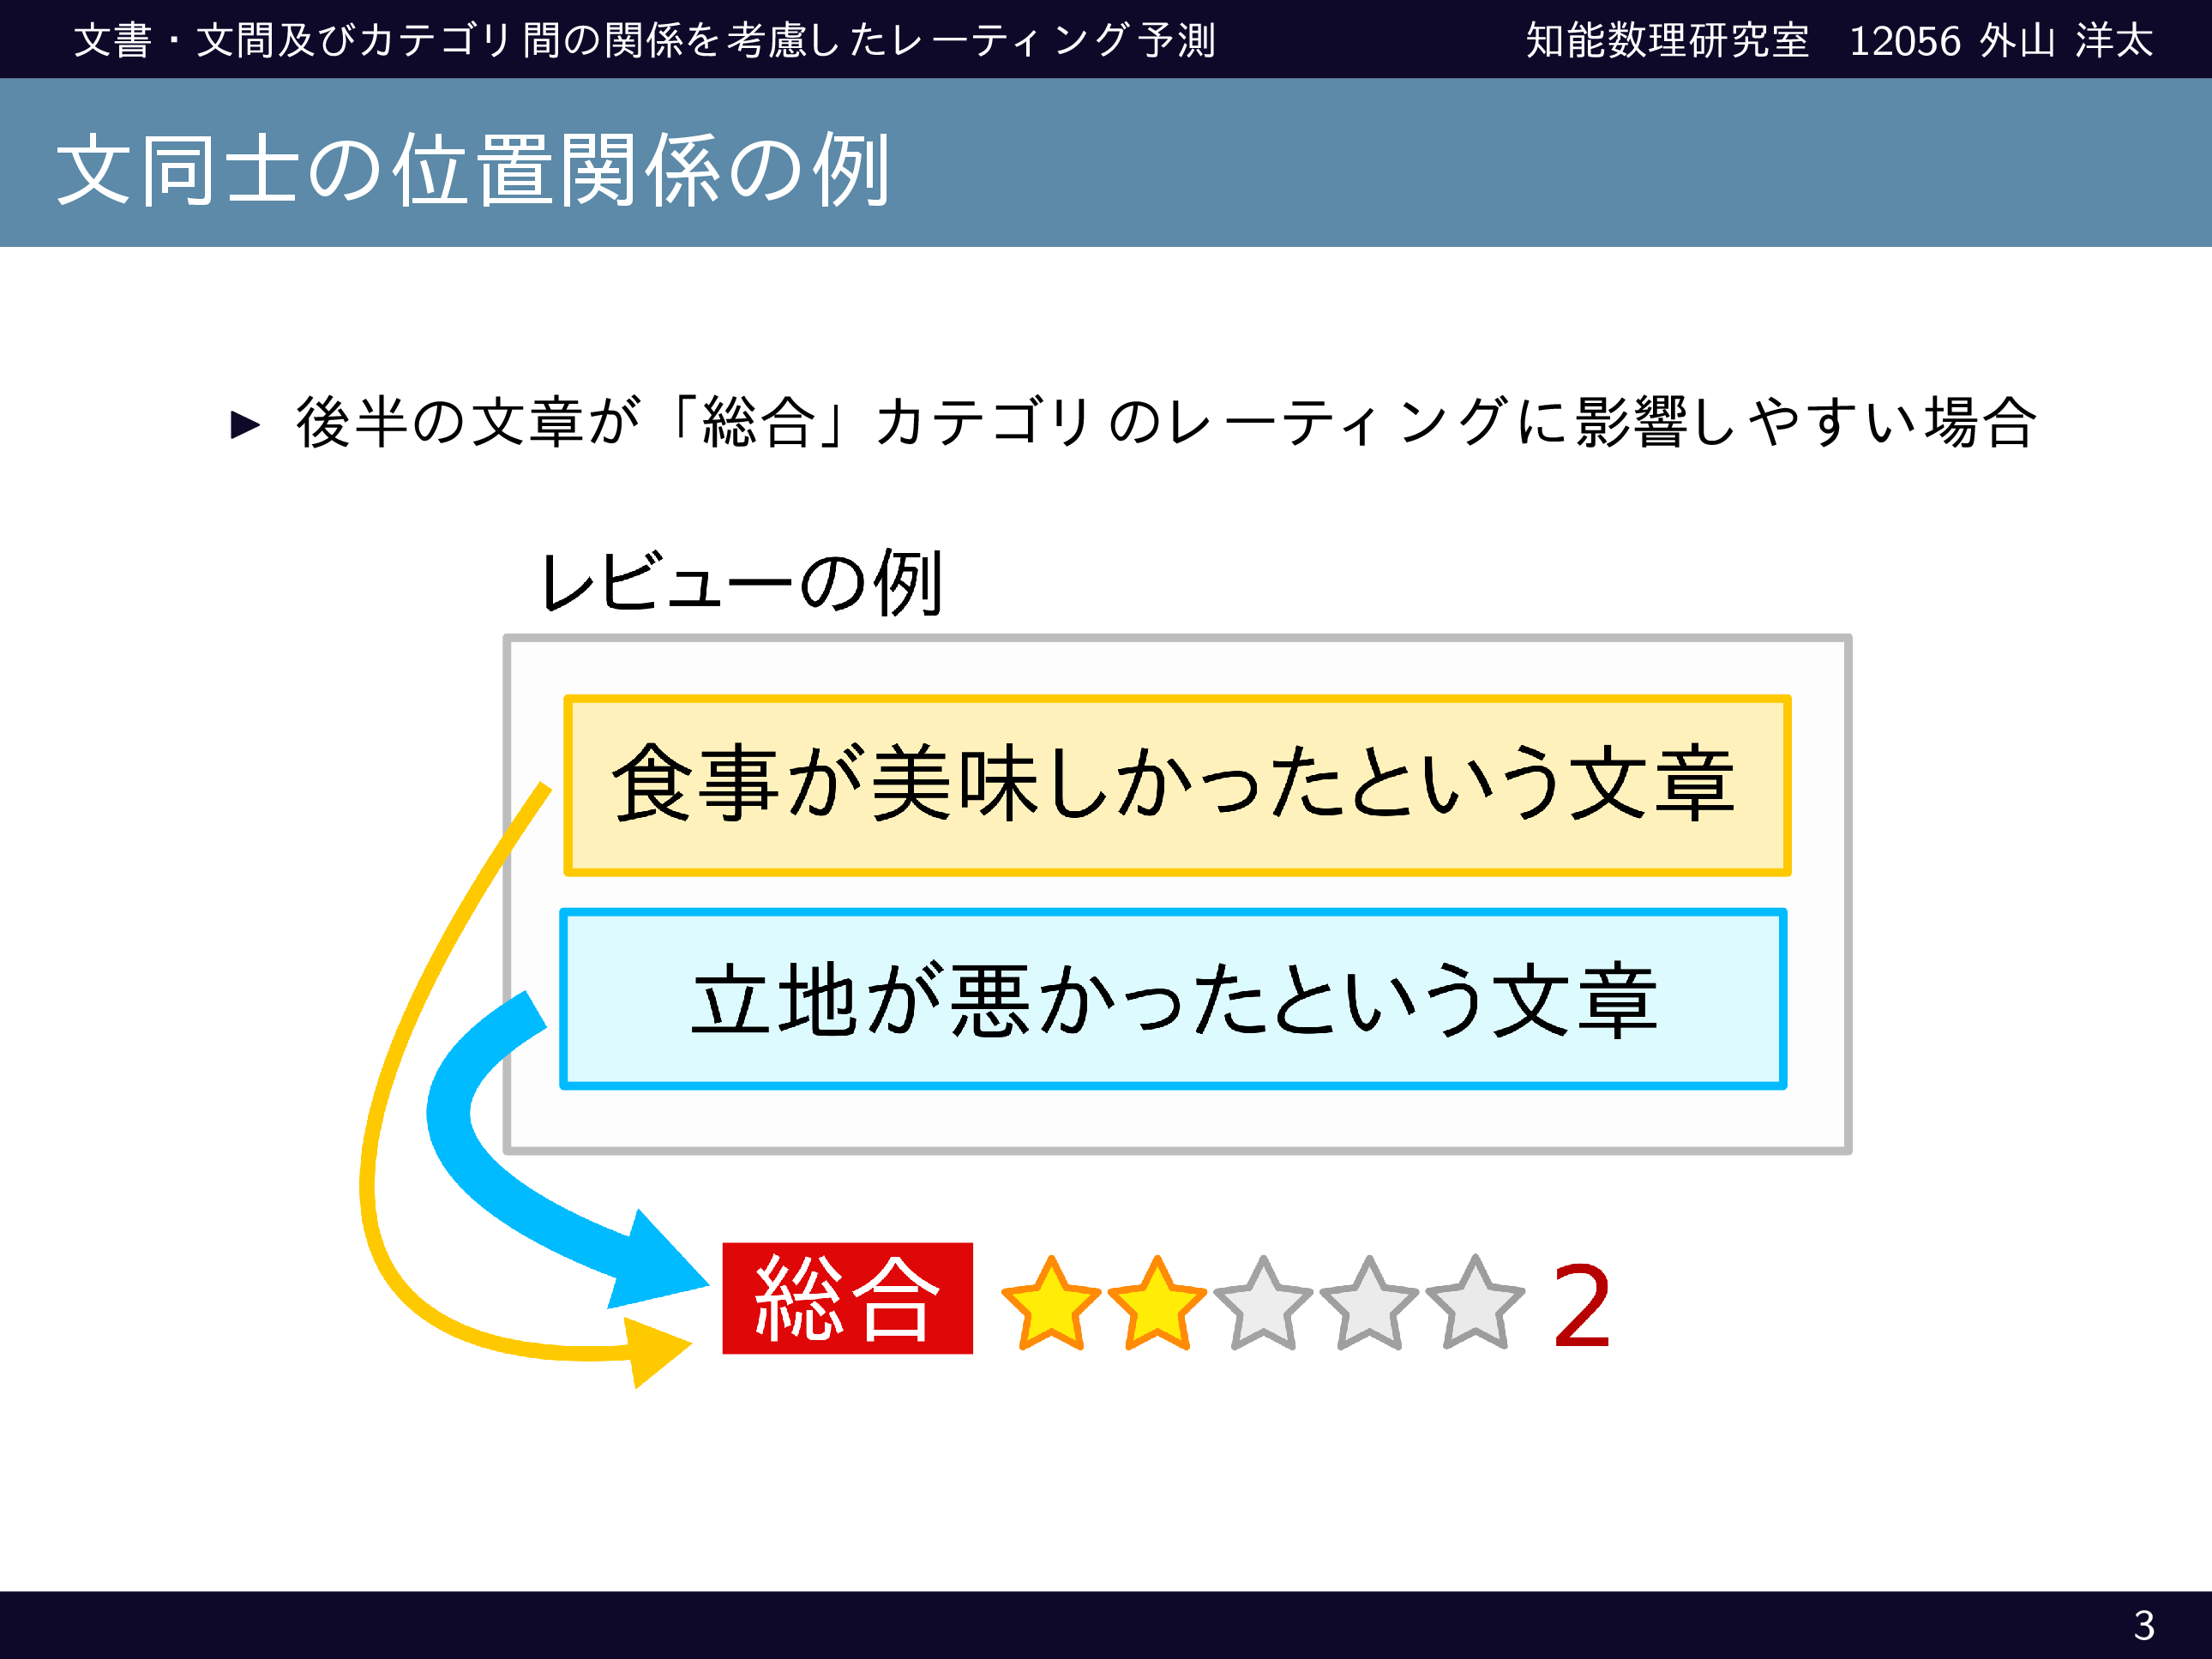 文書・文間及びカテゴリ間の関係を考慮したレーティング予測
知能数理研究室 12056 外山 洋太
文同士の位置関係の例
後半の文章が「総合」カテゴリのレーティングに影響しやすい場合
レビューの例
食事が美味しかったという文章
立地が悪かったという文章
総合 2
3